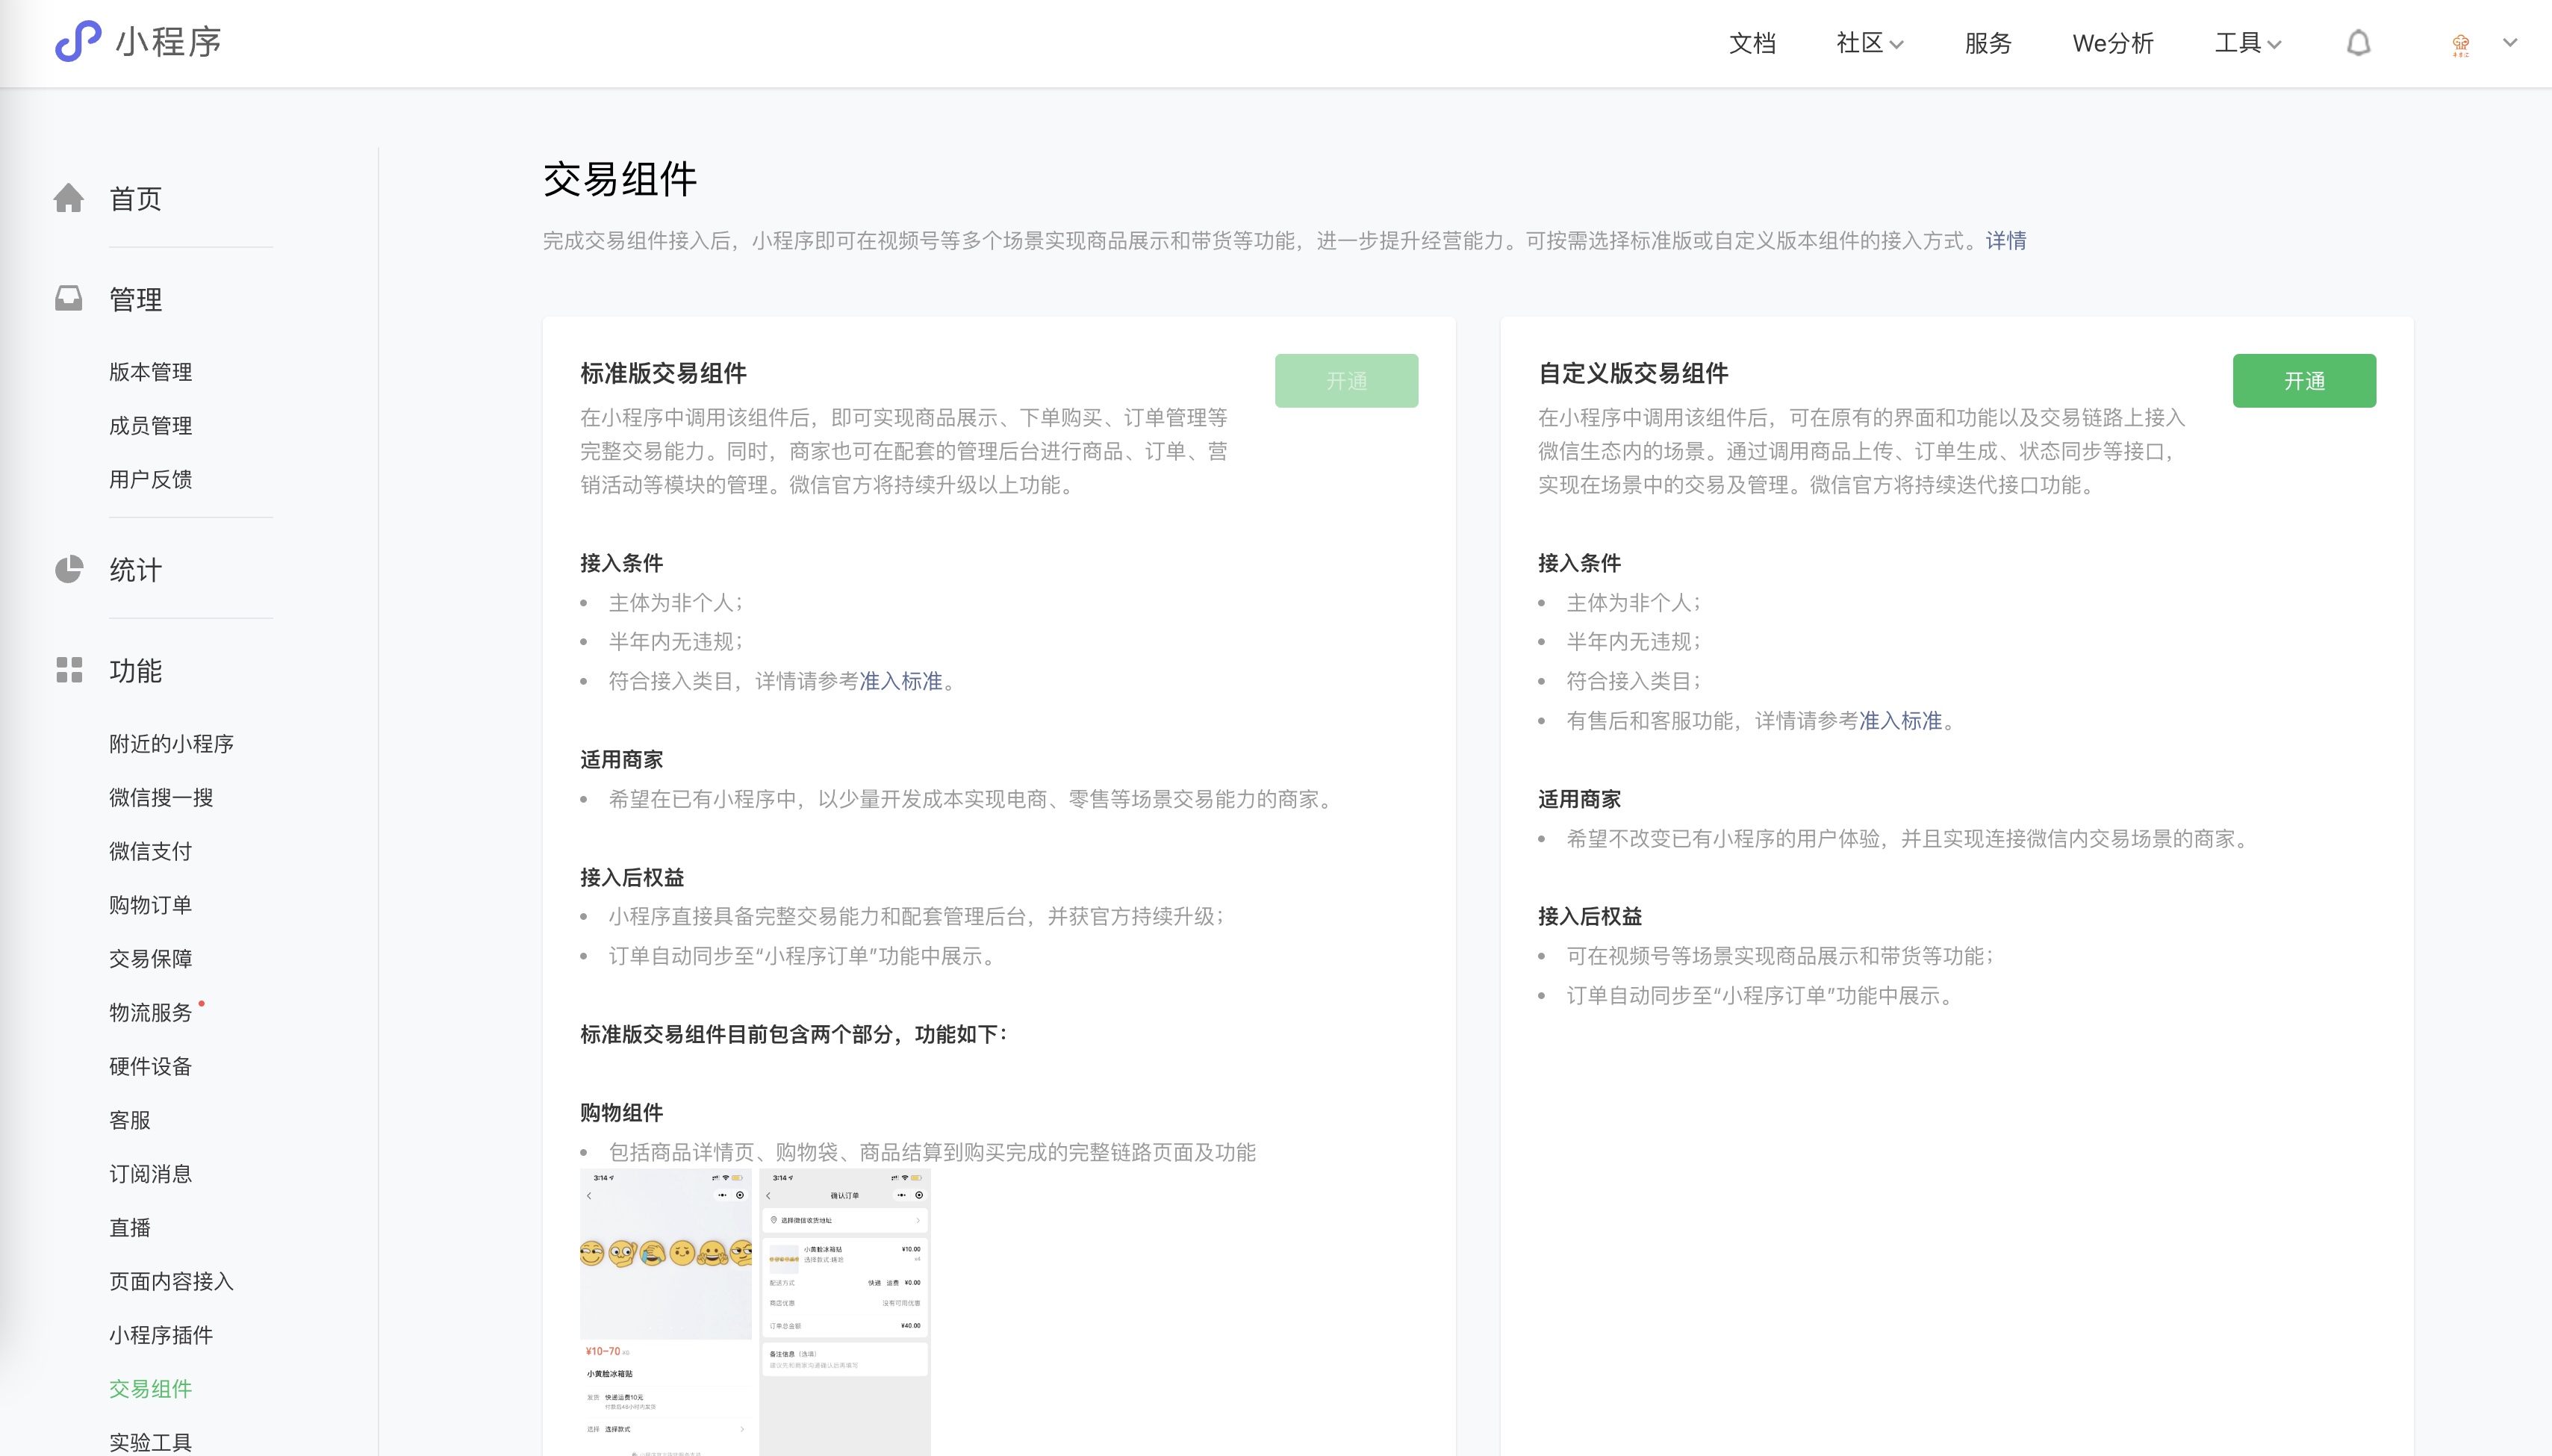 小程序
文档
社区
服务
We分析
工具
首页
管理
版本管理
成员管理
用户反馈
统计
功能
附近的小程序
微信搜一搜
微信支付
购物订单
交易保障
物流服务
硬件设备
客服
订阅消息
直播
页面内容接入
小程序插件
交易组件
实验工具
交易组件
完成交易组件接入后，小程序即可在视频号等多个场景实现商品展示和带货等功能，进一步提升经营能力。可按需选择标准版或自定义版本组件的接入方式。详情
标准版交易组件
开通
在小程序中调用该组件后，即可实现商品展示、下单购买、订单管理等
完整交易能力。同时，商家也可在配套的管理后台进行商品、订单、营
销活动等模块的管理。微信官方将持续升级以上功能。
接入条件
主体为非个人；
半年内无违规；
符合接入类目，详情请参考准入标准。
适用商家
希望在已有小程序中，以少量开发成本实现电商、零售等场景交易能力的商家。
接入后权益
小程序直接具备完整交易能力和配套管理后台，并获官方持续升级；
订单自动同步至“小程序订单”功能中展示。
标准版交易组件目前包含两个部分，功能如下：
购物组件
包括商品详情页、购物袋、商品结算到购买完成的完整链路页面及功能
3:14
¥10-70
小黄脸冰箱贴
发货 快递运费10元
付款后48小时内发货
选择 选择款式
3:14
确认订单
选择微信收货地址
小黄脸冰箱贴 ¥10.00
配送方式 快递 运费 ¥0.00
商店优惠 没有可用优惠
订单总金额 ¥40.00
备注信息（选填）
建议先和商家沟通确认后再填写
自定义版交易组件
开通
在小程序中调用该组件后，可在原有的界面和功能以及交易链路上接入
微信生态内的场景。通过调用商品上传、订单生成、状态同步等接口，
实现在场景中的交易及管理。微信官方将持续迭代接口功能。
接入条件
主体为非个人；
半年内无违规；
符合接入类目；
有售后和客服功能，详情请参考准入标准。
适用商家
希望不改变已有小程序的用户体验，并且实现连接微信内交易场景的商家。
接入后权益
可在视频号等场景实现商品展示和带货等功能；
订单自动同步至“小程序订单”功能中展示。